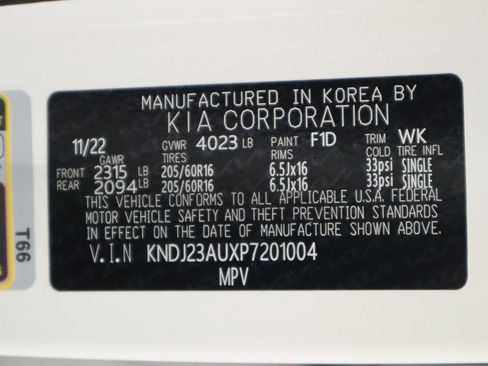 MANUFACTURED IN KOREA BY
KIA CORPORATION
11/22 GVWR 4023 LB PAINT F1D TRIM WK
GAWR TIRES RIMS COLD TIRE INFL
FRONT 2315 LB 205/60R16 6.5Jx16 33psi SINGLE
REAR 2094 LB 205/60R16 6.5Jx16 33psi SINGLE
THIS VEHICLE CONFORMS TO ALL APPLICABLE U.S.A. FEDERAL
MOTOR VEHICLE SAFETY AND THEFT PREVENTION STANDARDS
IN EFFECT ON THE DATE OF MANUFACTURE SHOWN ABOVE.
V.I.N KNDJ23AUXP7201004
MPV
T66